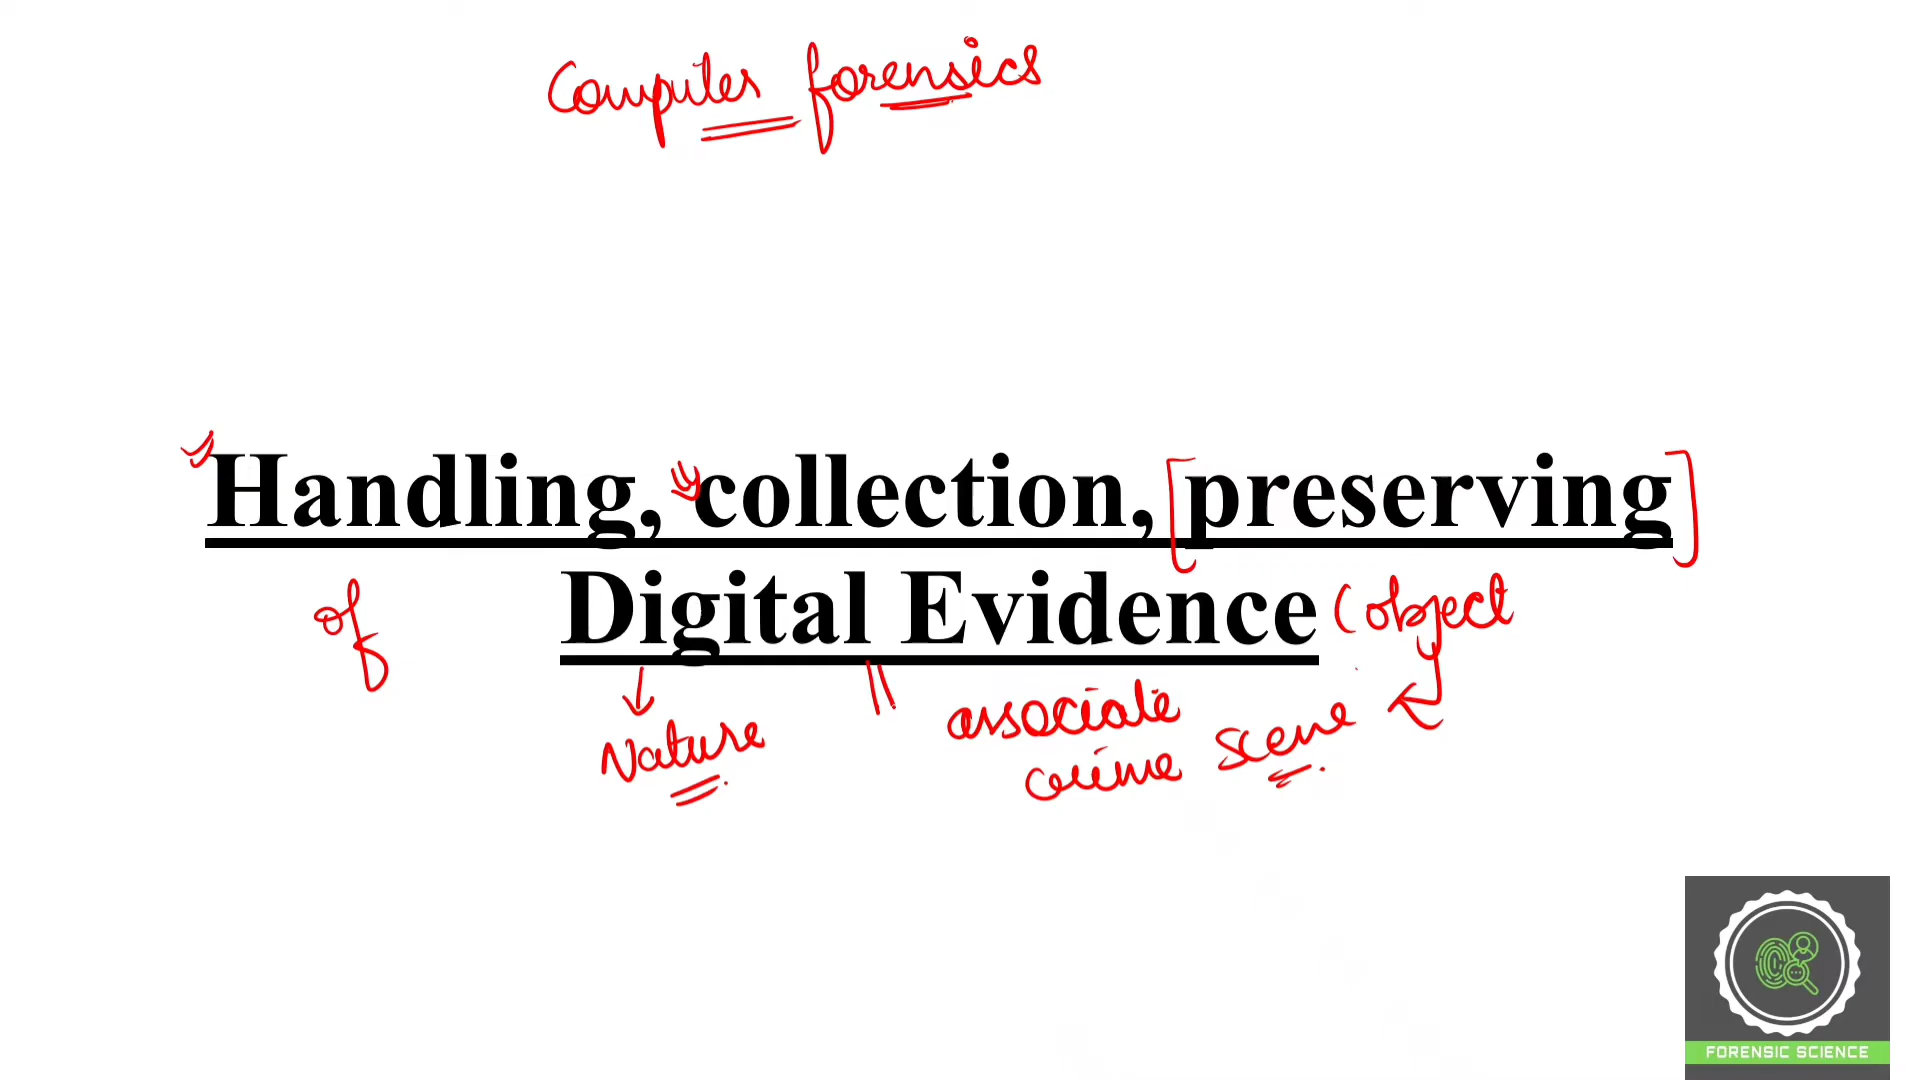 Computer forensics
Handling, collection, [preserving]
of Digital Evidence (object
Nature
associate
crime scene
FORENSIC SCIENCE